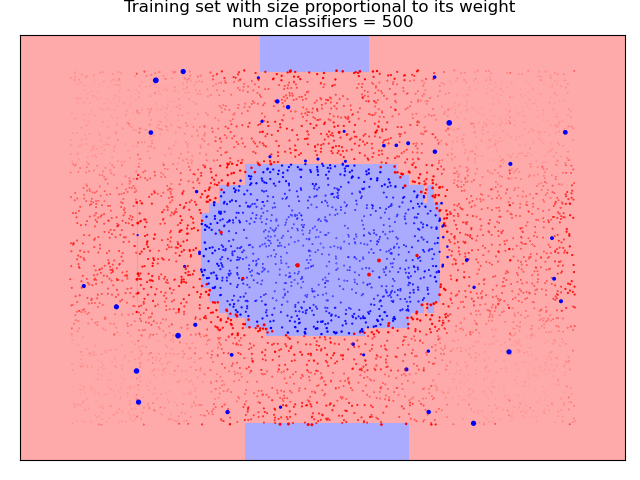 Training set with size proportional to its weight
num classifiers = 500